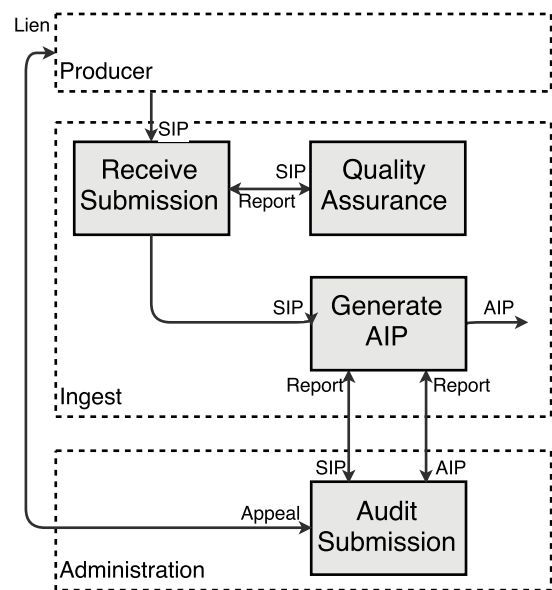 Lien
Producer
SIP
Receive
Submission
SIP
Report
Quality
Assurance
SIP
Generate
AIP
AIP
Report
Report
Ingest
SIP
AIP
Appeal
Audit
Submission
Administration